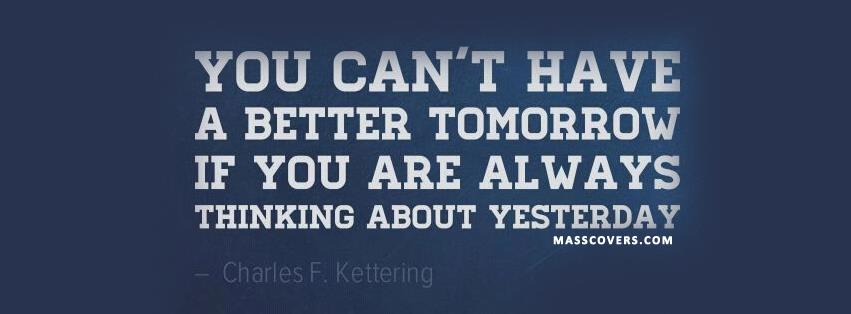 YOU CAN'T HAVE
A BETTER TOMORROW
IF YOU ARE ALWAYS
THINKING ABOUT YESTERDAY
MASSCOVERS.COM
– Charles F. Kettering